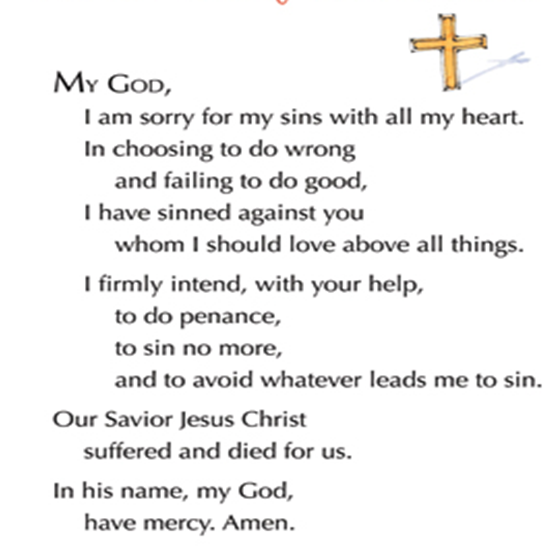 My God,
I am sorry for my sins with all my heart.
In choosing to do wrong
and failing to do good,
I have sinned against you
whom I should love above all things.
I firmly intend, with your help,
to do penance,
to sin no more,
and to avoid whatever leads me to sin.
Our Savior Jesus Christ
suffered and died for us.
In his name, my God,
have mercy. Amen.